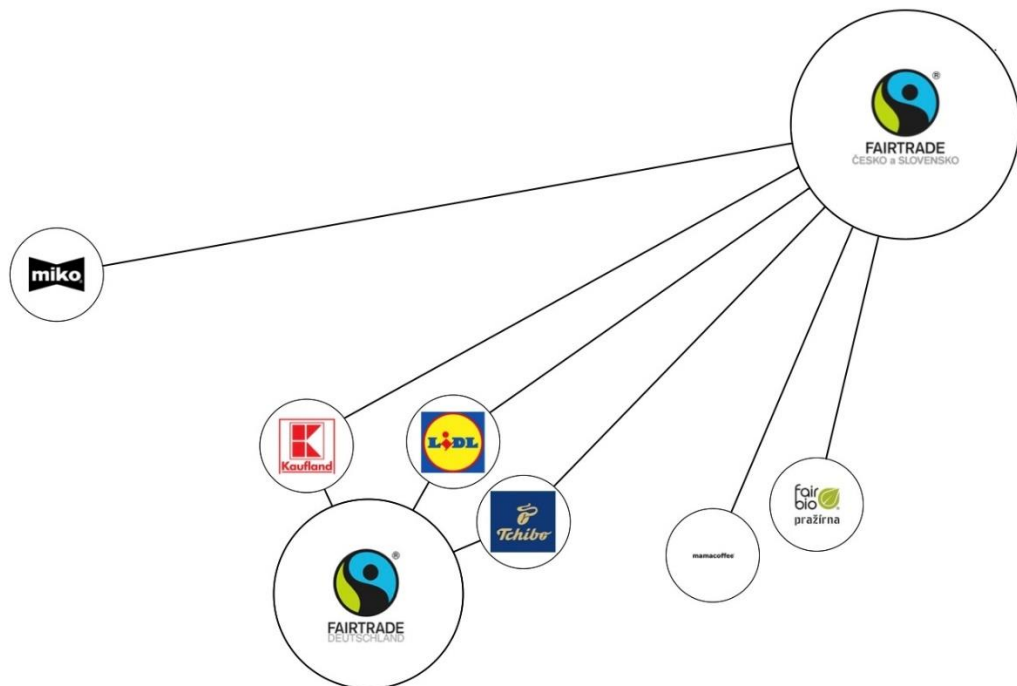 ®
FAIRTRADE
ČESKO a SLOVENSKO
miko
Kaufland
LIDL
Tchibo
fair
bio
pražírna
mamacoffee
®
FAIRTRADE
DEUTSCHLAND